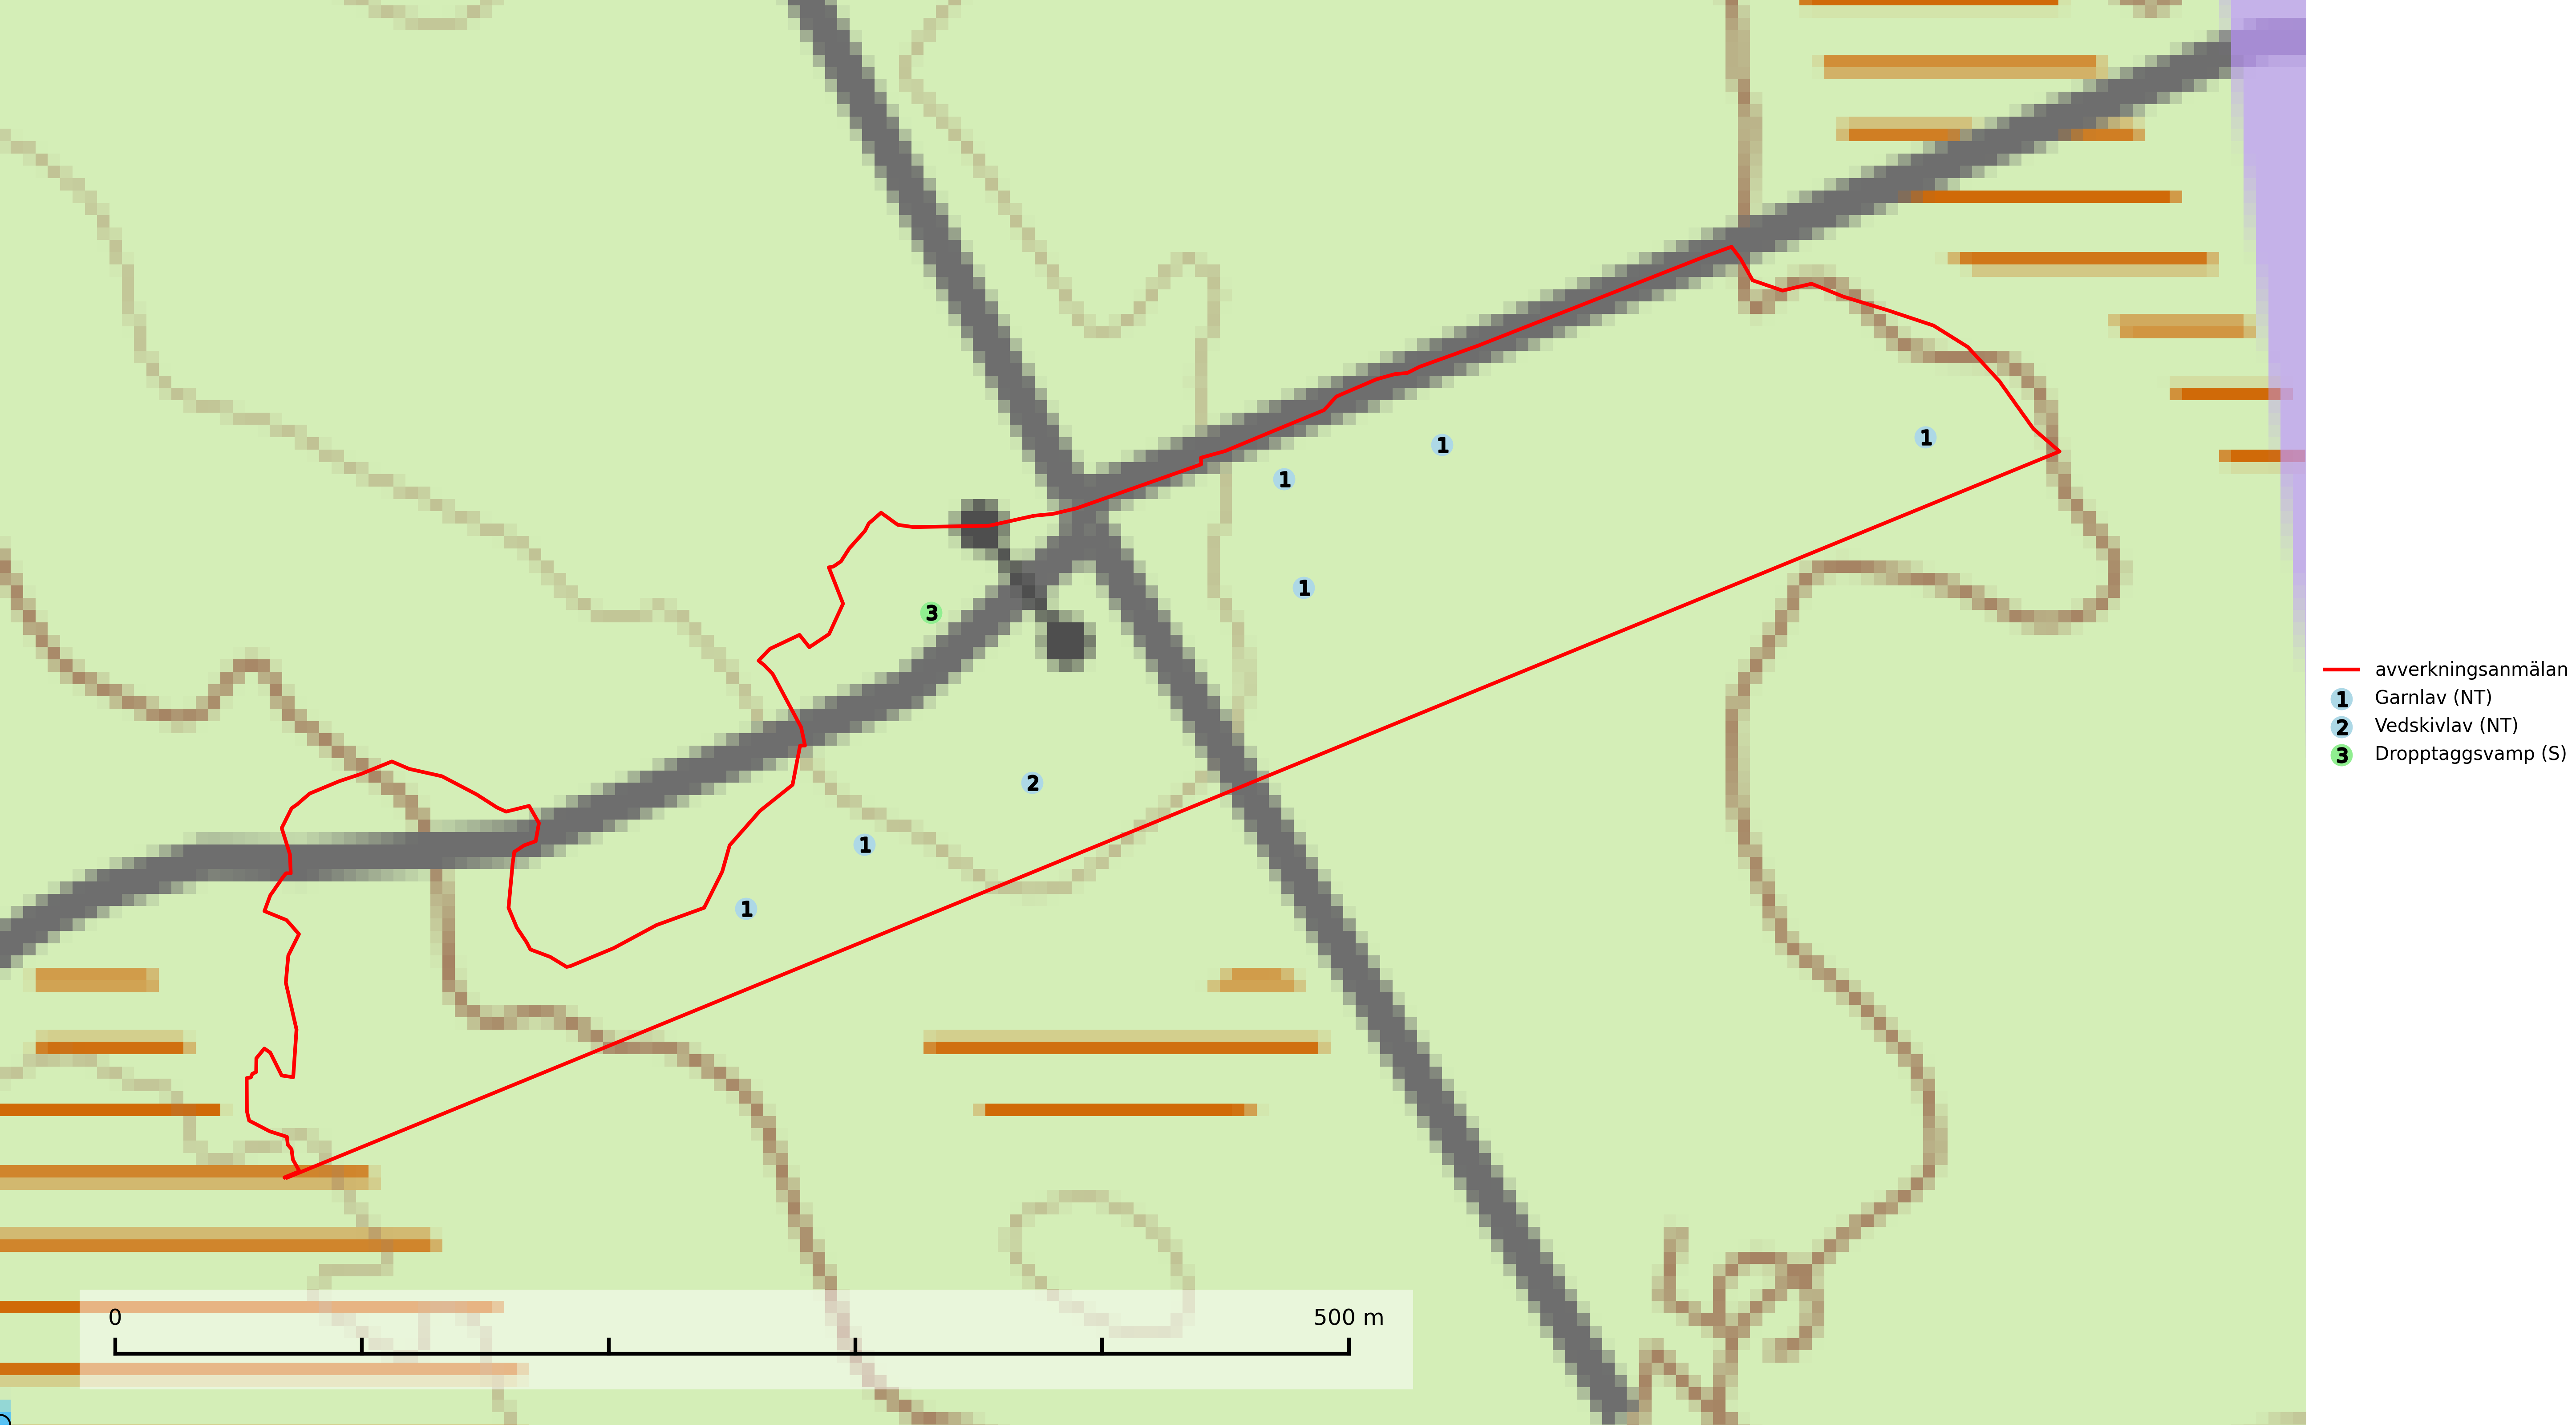 1
1
1
1
3
2
1
1
avverkningsanmälan
1 Garnlav (NT)
2 Vedskivlav (NT)
3 Dropptaggsvamp (S)
0 500 m